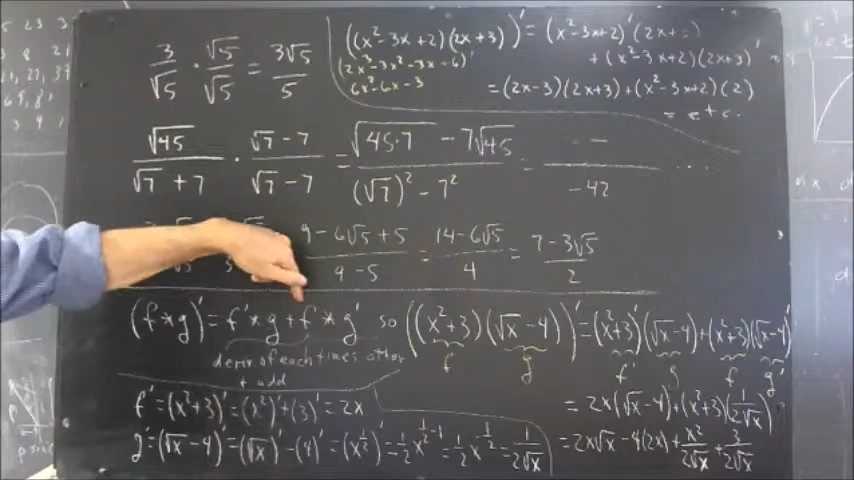 3/√5 · √5/√5 = 3√5/5
((x²-3x+2)(2x+3))' = (x²-3x+2)'(2x+
+(x²-3x+2)(2x+3)'
(2x³-3x²-3x+6)'
6x²-6x-3
=(2x-3)(2x+3)+(x²-3x+2)(2)
= etc.
√45/(√7+7) · (√7-7)/(√7-7) = (√(45·7) - 7√45)/((√7)²-7²) = - - / -42 ...
9-6√5+5/(9-5) = (14-6√5)/4 = (7-3√5)/2
(f*g)' = f'*g + f*g' so ((x²+3)(√x-4))' = (x²+3)'(√x-4)+(x²+3)(√x-4)'
f g f' g f g'
deriv. of each times other
+ add
f' = (x²+3)' = (x²)'+(3)' = 2x
= 2x(√x-4)+(x²+3)(1/(2√x))
g' = (√x-4)' = (√x)'-(4)' = (x^½)' = ½x^(½-1) = ½x^-½ = 1/(2√x)
= 2x√x-4(2x)+x²/(2√x)+3/(2√x)